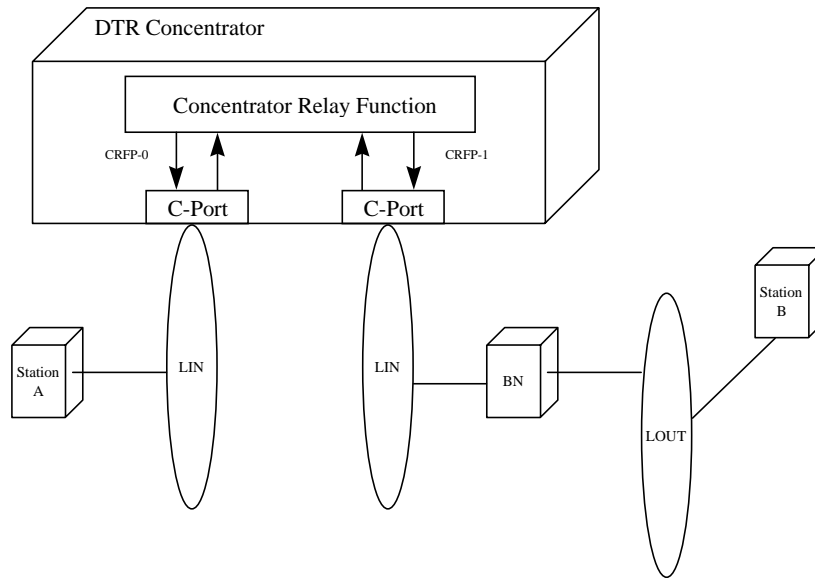 DTR Concentrator
Concentrator Relay Function
CRFP-0
CRFP-1
C-Port
C-Port
Station
A
LIN
LIN
BN
LOUT
Station
B